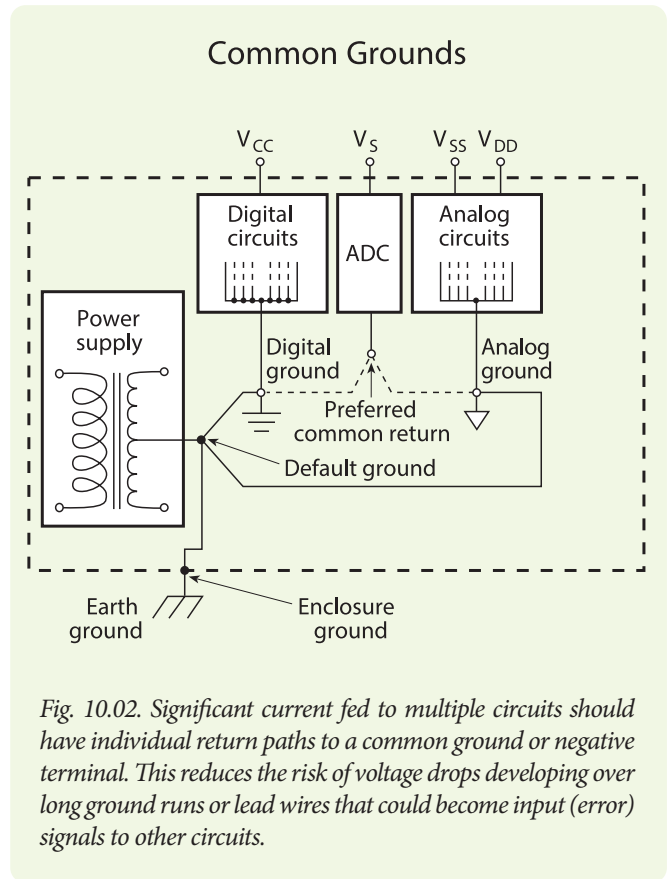 Common Grounds
V CC
V S
V SS
V DD
Digital
circuits
ADC
Analog
circuits
Power
supply
Digital
ground
Analog
ground
Preferred
common return
Default ground
Earth
ground
Enclosure
ground
Fig. 10.02. Significant current fed to multiple circuits should
have individual return paths to a common ground or negative
terminal. This reduces the risk of voltage drops developing over
long ground runs or lead wires that could become input (error)
signals to other circuits.